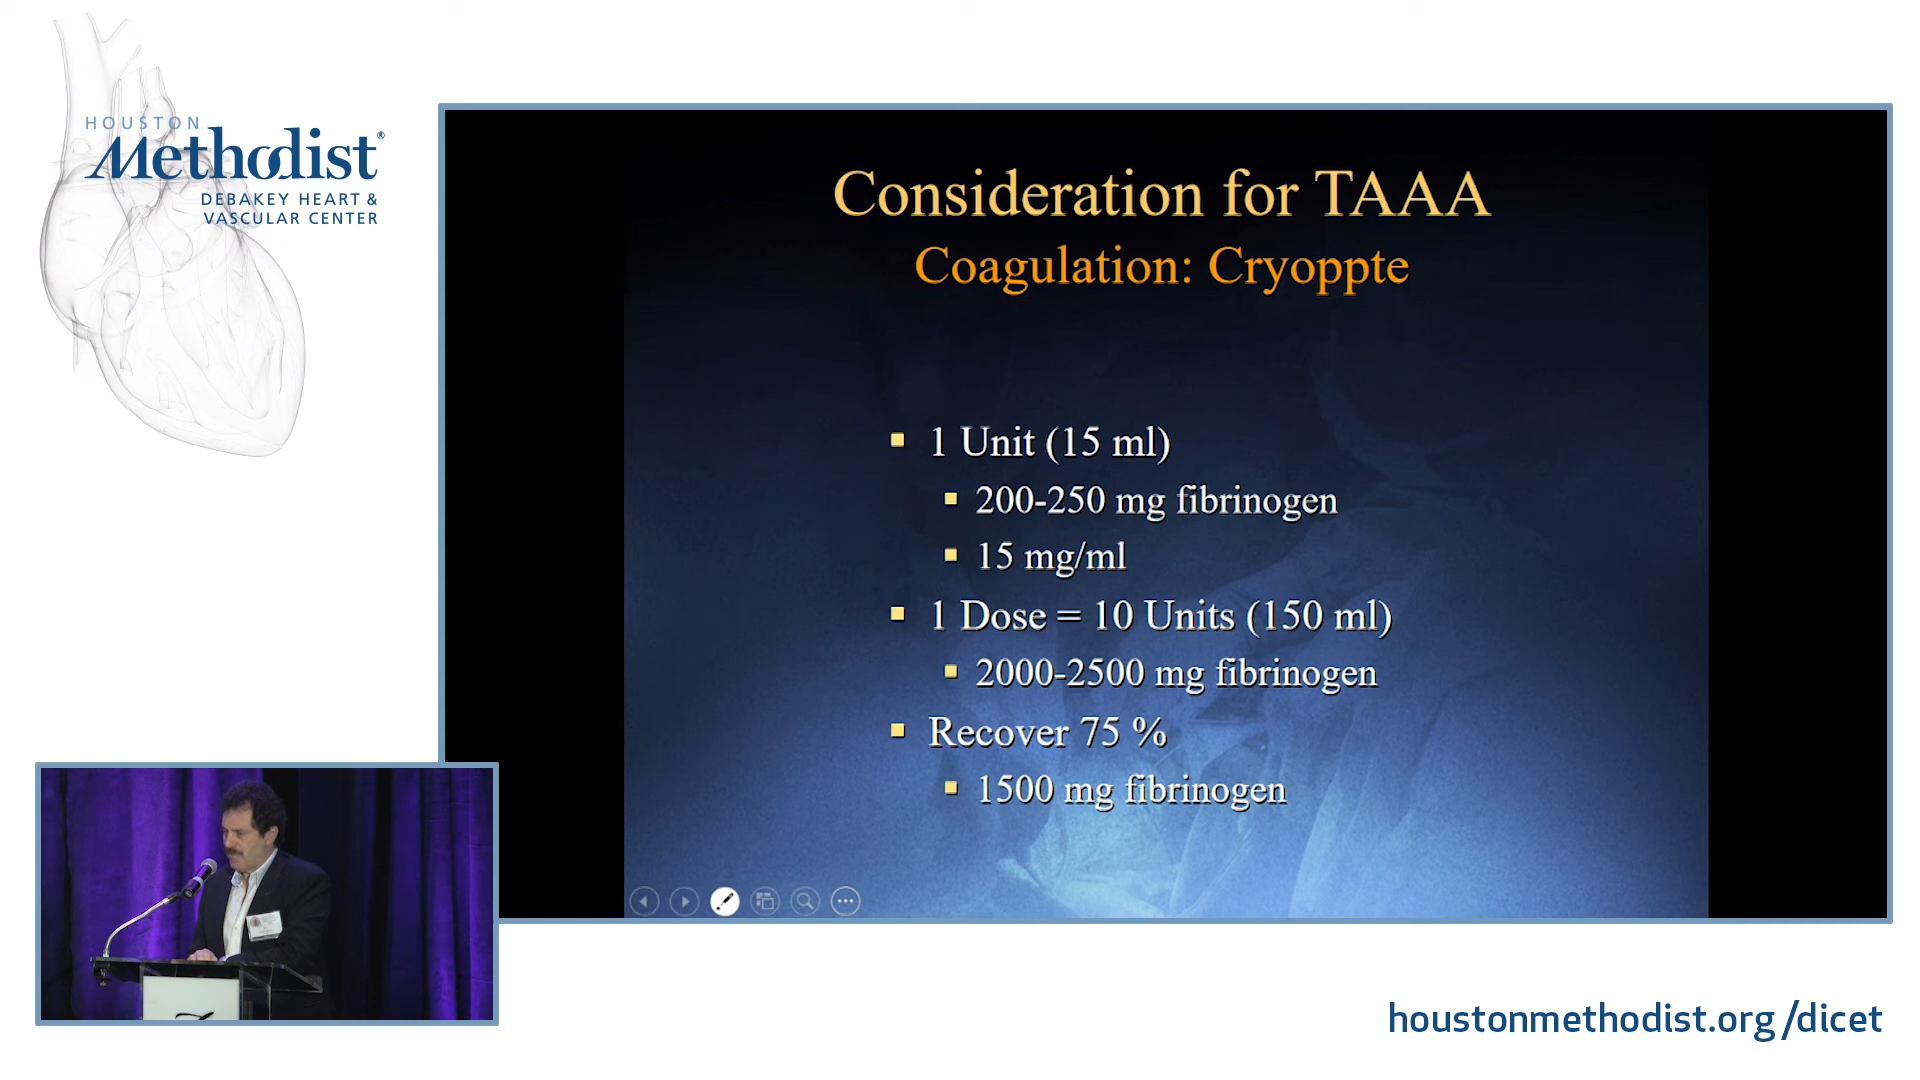 HOUSTON
Methodist®
DEBAKEY HEART &
VASCULAR CENTER
Consideration for TAAA
Coagulation: Cryoppte
1 Unit (15 ml)
200-250 mg fibrinogen
15 mg/ml
1 Dose = 10 Units (150 ml)
2000-2500 mg fibrinogen
Recover 75 %
1500 mg fibrinogen
houstonmethodist.org/dicet